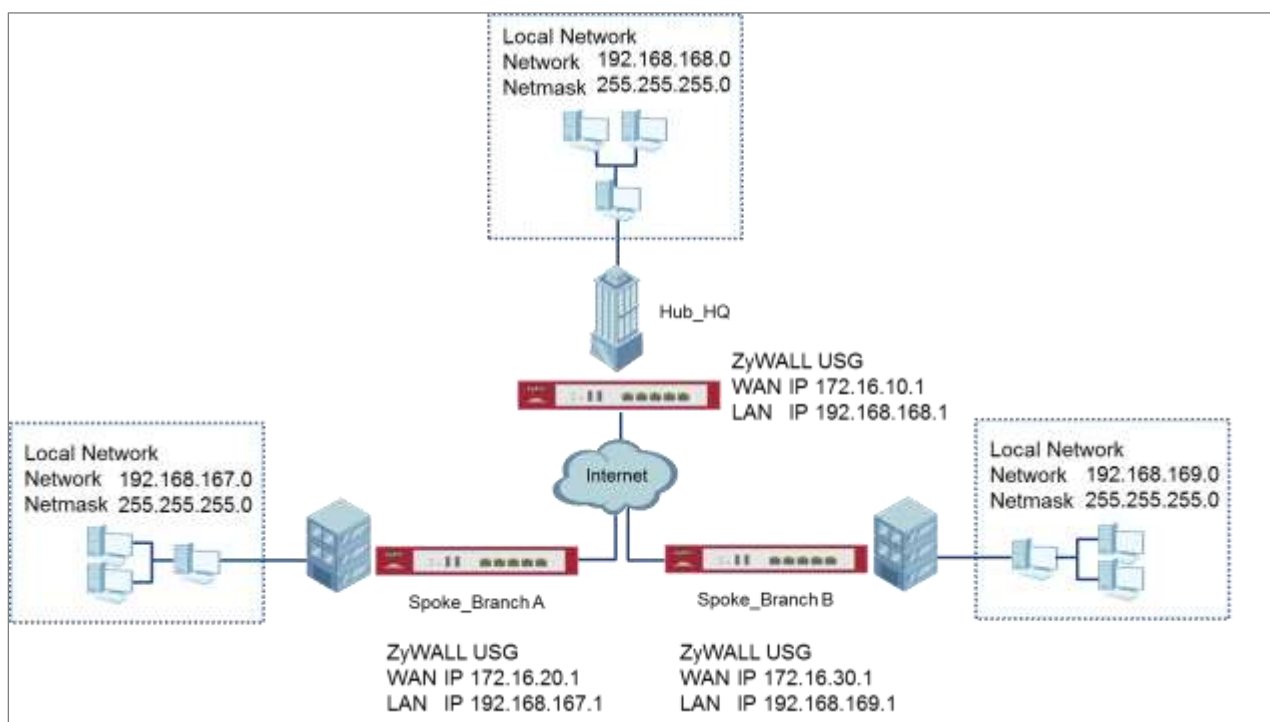 Local Network
Network 192.168.168.0
Netmask 255.255.255.0
Hub_HQ
ZyWALL USG
WAN IP 172.16.10.1
LAN IP 192.168.168.1
Local Network
Network 192.168.167.0
Netmask 255.255.255.0
Internet
Local Network
Network 192.168.169.0
Netmask 255.255.255.0
Spoke_Branch A
Spoke_Branch B
ZyWALL USG
WAN IP 172.16.20.1
LAN IP 192.168.167.1
ZyWALL USG
WAN IP 172.16.30.1
LAN IP 192.168.169.1